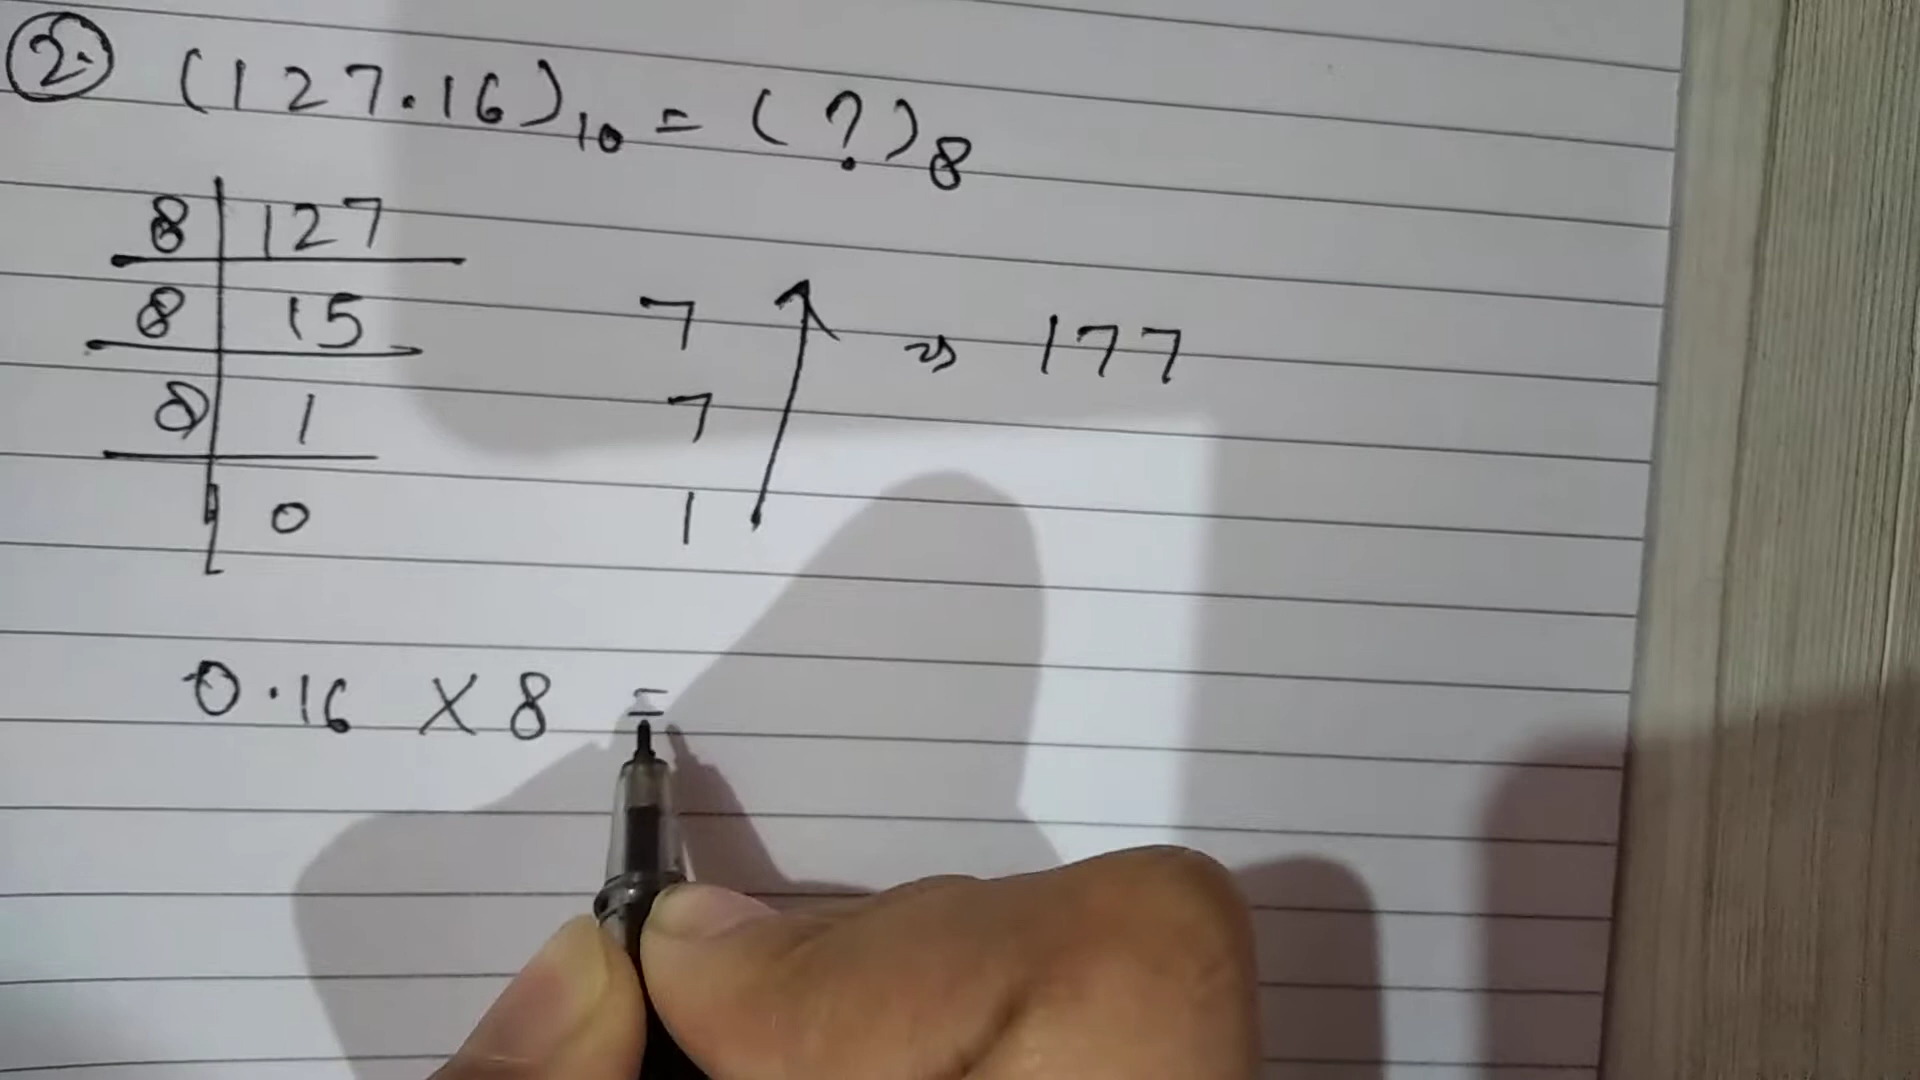 2. (127.16)10 = (?)8
8 127
8 15 7 ⇒ 177
8 1 7
0 1
0.16 × 8 =